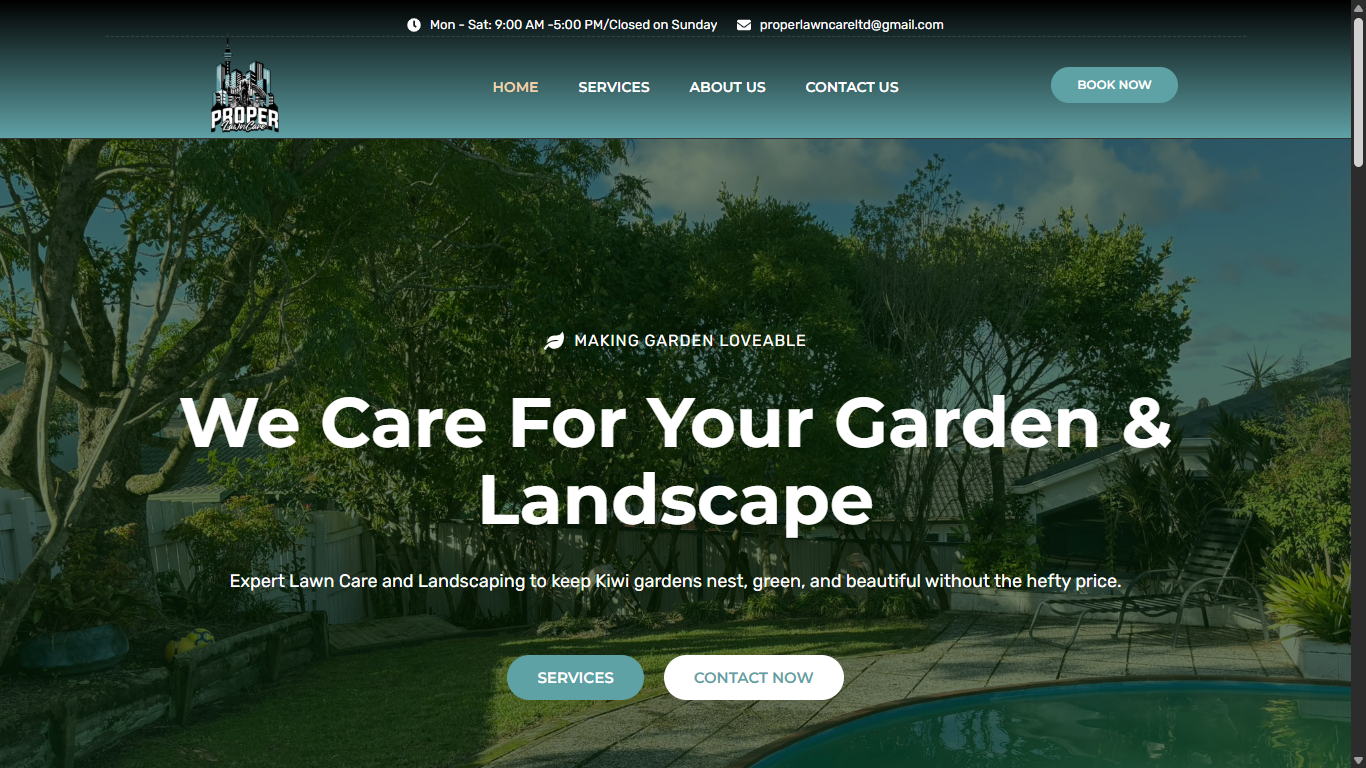 Mon - Sat: 9:00 AM -5:00 PM/Closed on Sunday properlawncareltd@gmail.com
PROPER
Lawn Care
HOME SERVICES ABOUT US CONTACT US BOOK NOW
MAKING GARDEN LOVEABLE
We Care For Your Garden &
Landscape
Expert Lawn Care and Landscaping to keep Kiwi gardens nest, green, and beautiful without the hefty price.
SERVICES CONTACT NOW